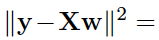 ‖y − Xw‖² =